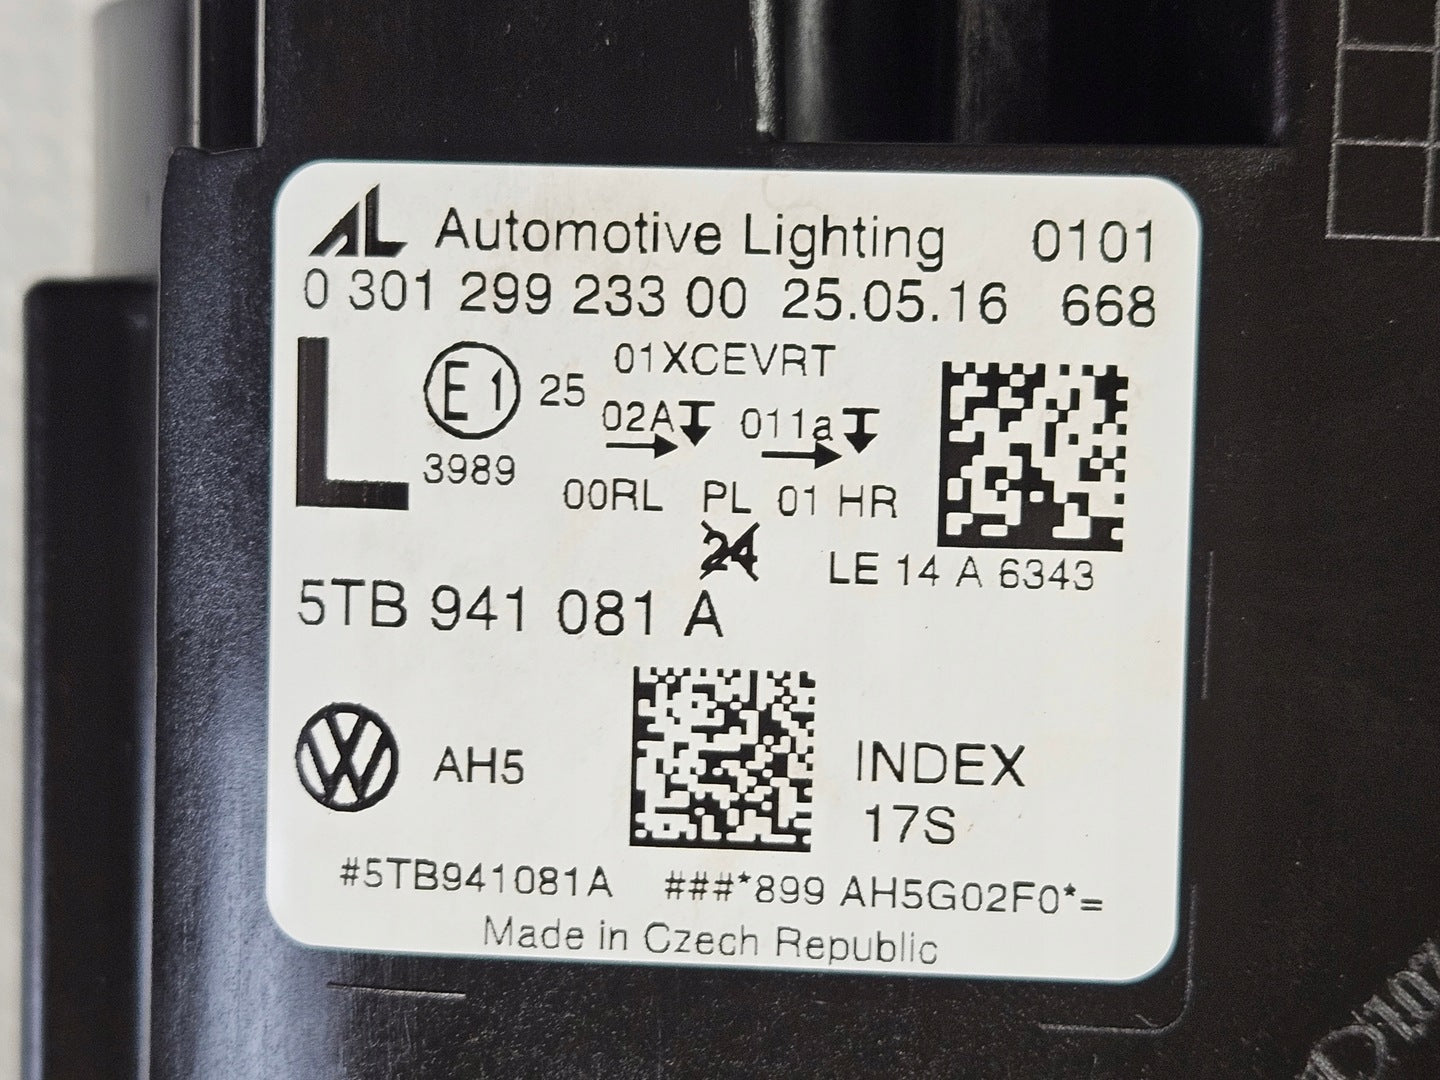 AL Automotive Lighting 0101
0 301 299 233 00 25.05.16 668
L E1 25 01XCEVRT
02A 011a
3989
00RL PL 01 HR
24
LE 14 A 6343
5TB 941 081 A
AH5 INDEX
17S
#5TB941081A ###*899 AH5G02F0*=
Made in Czech Republic